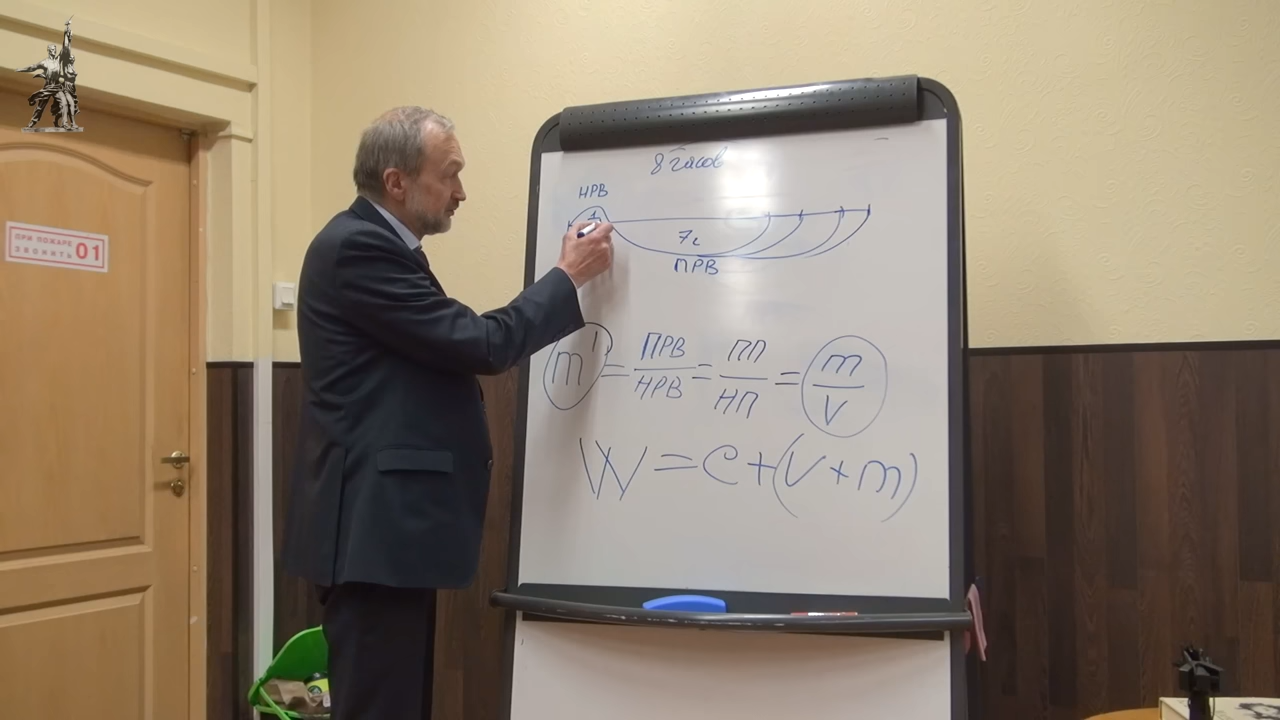 8 часов
НРВ
1
7ч
ПРВ
m' = ПРВ/НРВ = ПП/НП = m/v
W = c + (v + m)
ПРИ ПОЖАРЕ
ЗВОНИТЬ 01